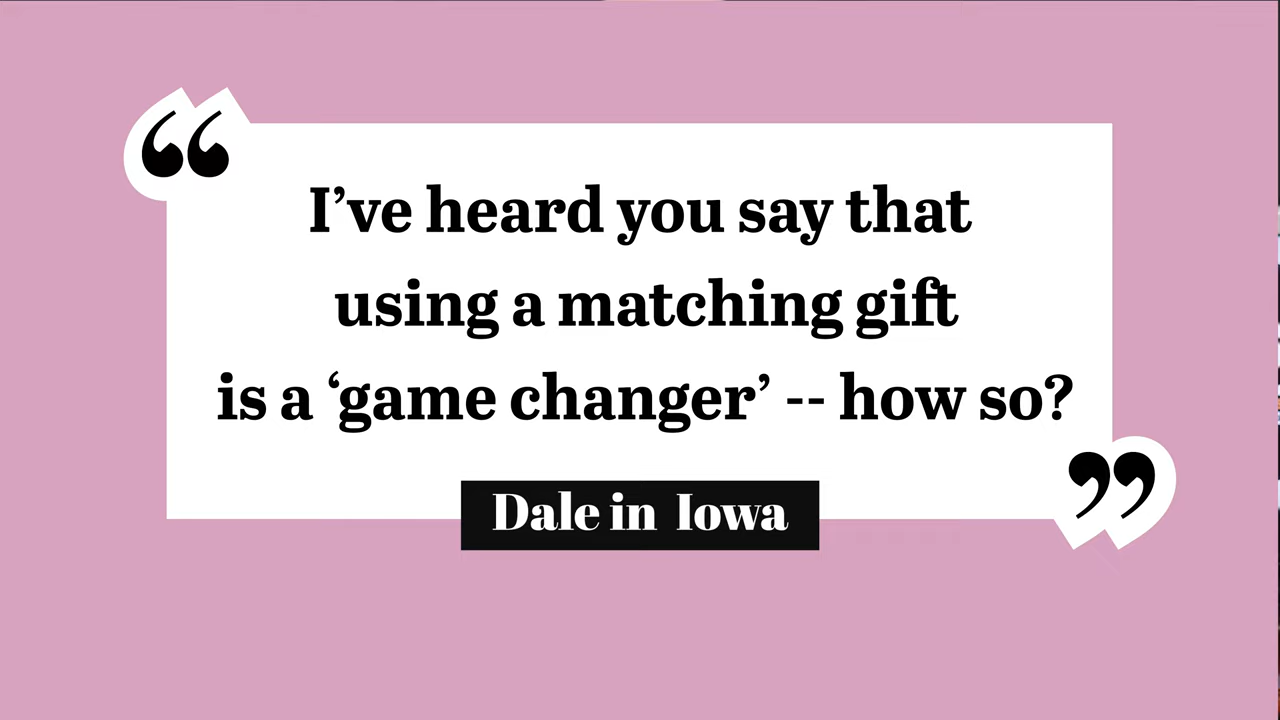 “
I’ve heard you say that
using a matching gift
is a ‘game changer’ -- how so?
”
Dale in Iowa